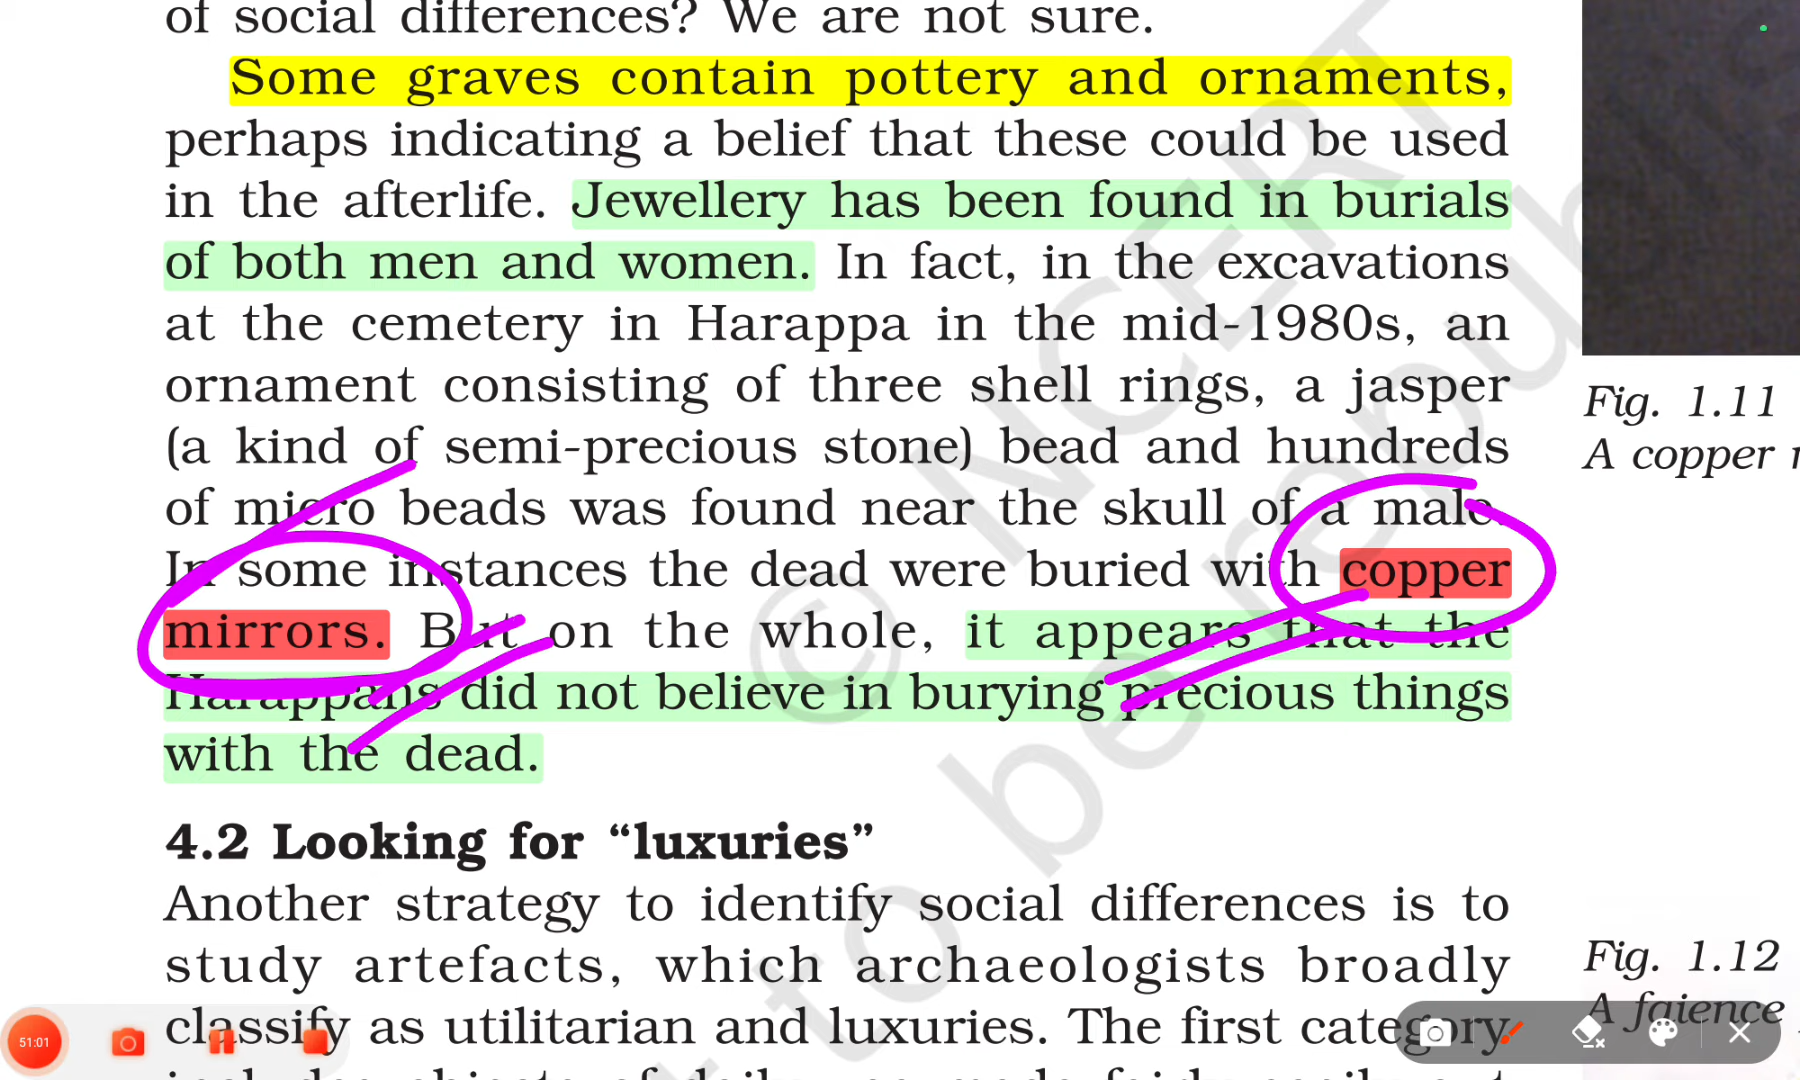 of social differences? We are not sure.
Some graves contain pottery and ornaments,
perhaps indicating a belief that these could be used
in the afterlife. Jewellery has been found in burials
of both men and women. In fact, in the excavations
at the cemetery in Harappa in the mid-1980s, an
ornament consisting of three shell rings, a jasper
(a kind of semi-precious stone) bead and hundreds
of micro beads was found near the skull of a male.
In some instances the dead were buried with copper
mirrors. But on the whole, it appears that the
Harappans did not believe in burying precious things
with the dead.
4.2 Looking for “luxuries”
Another strategy to identify social differences is to
study artefacts, which archaeologists broadly
classify as utilitarian and luxuries. The first category
Fig. 1.11
A copper
Fig. 1.12
A faience
© NCERT
to be repub
51:01